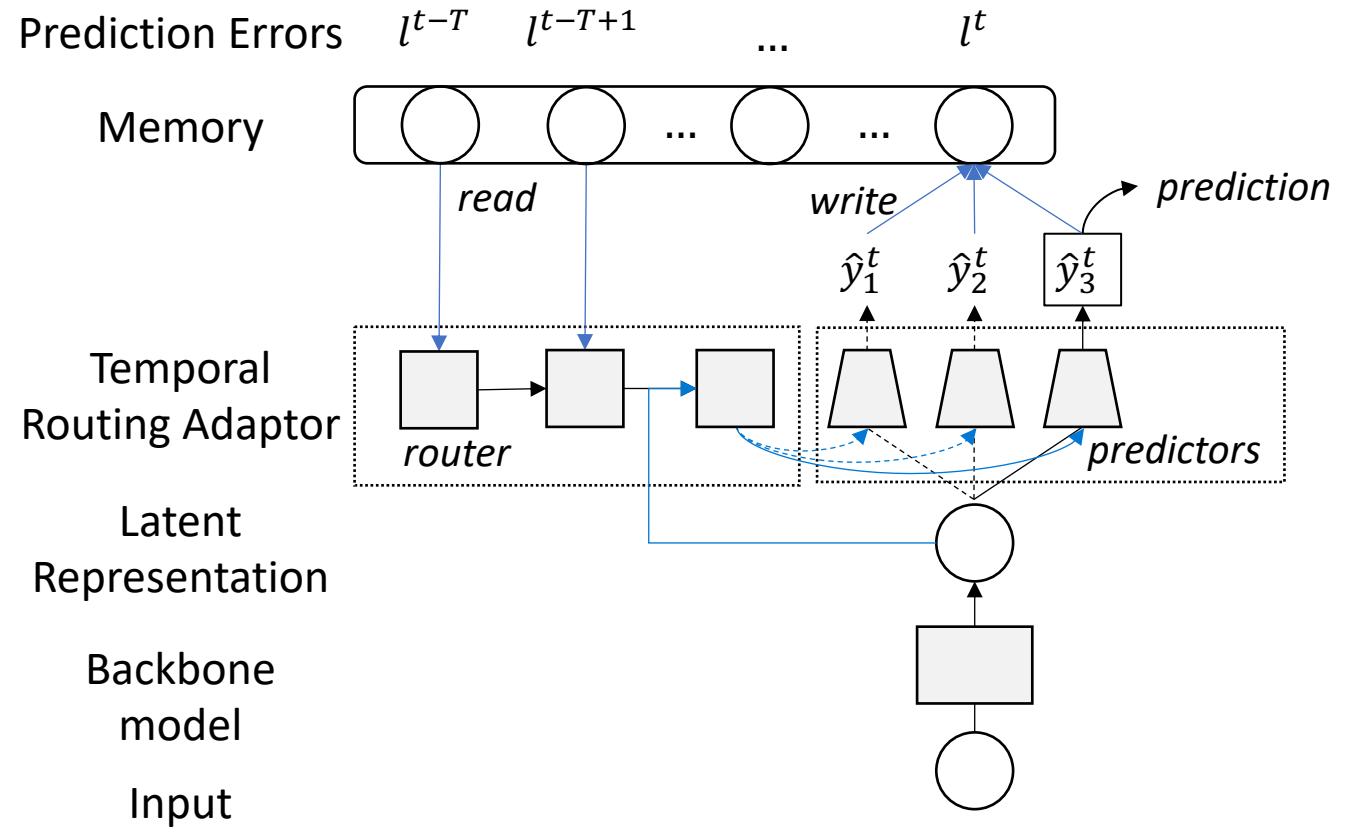 Prediction Errors l^{t−T} l^{t−T+1} ... l^t
Memory ... ...
read write prediction
ŷ_1^t ŷ_2^t ŷ_3^t
Temporal
Routing Adaptor
router predictors
Latent
Representation
Backbone
model
Input